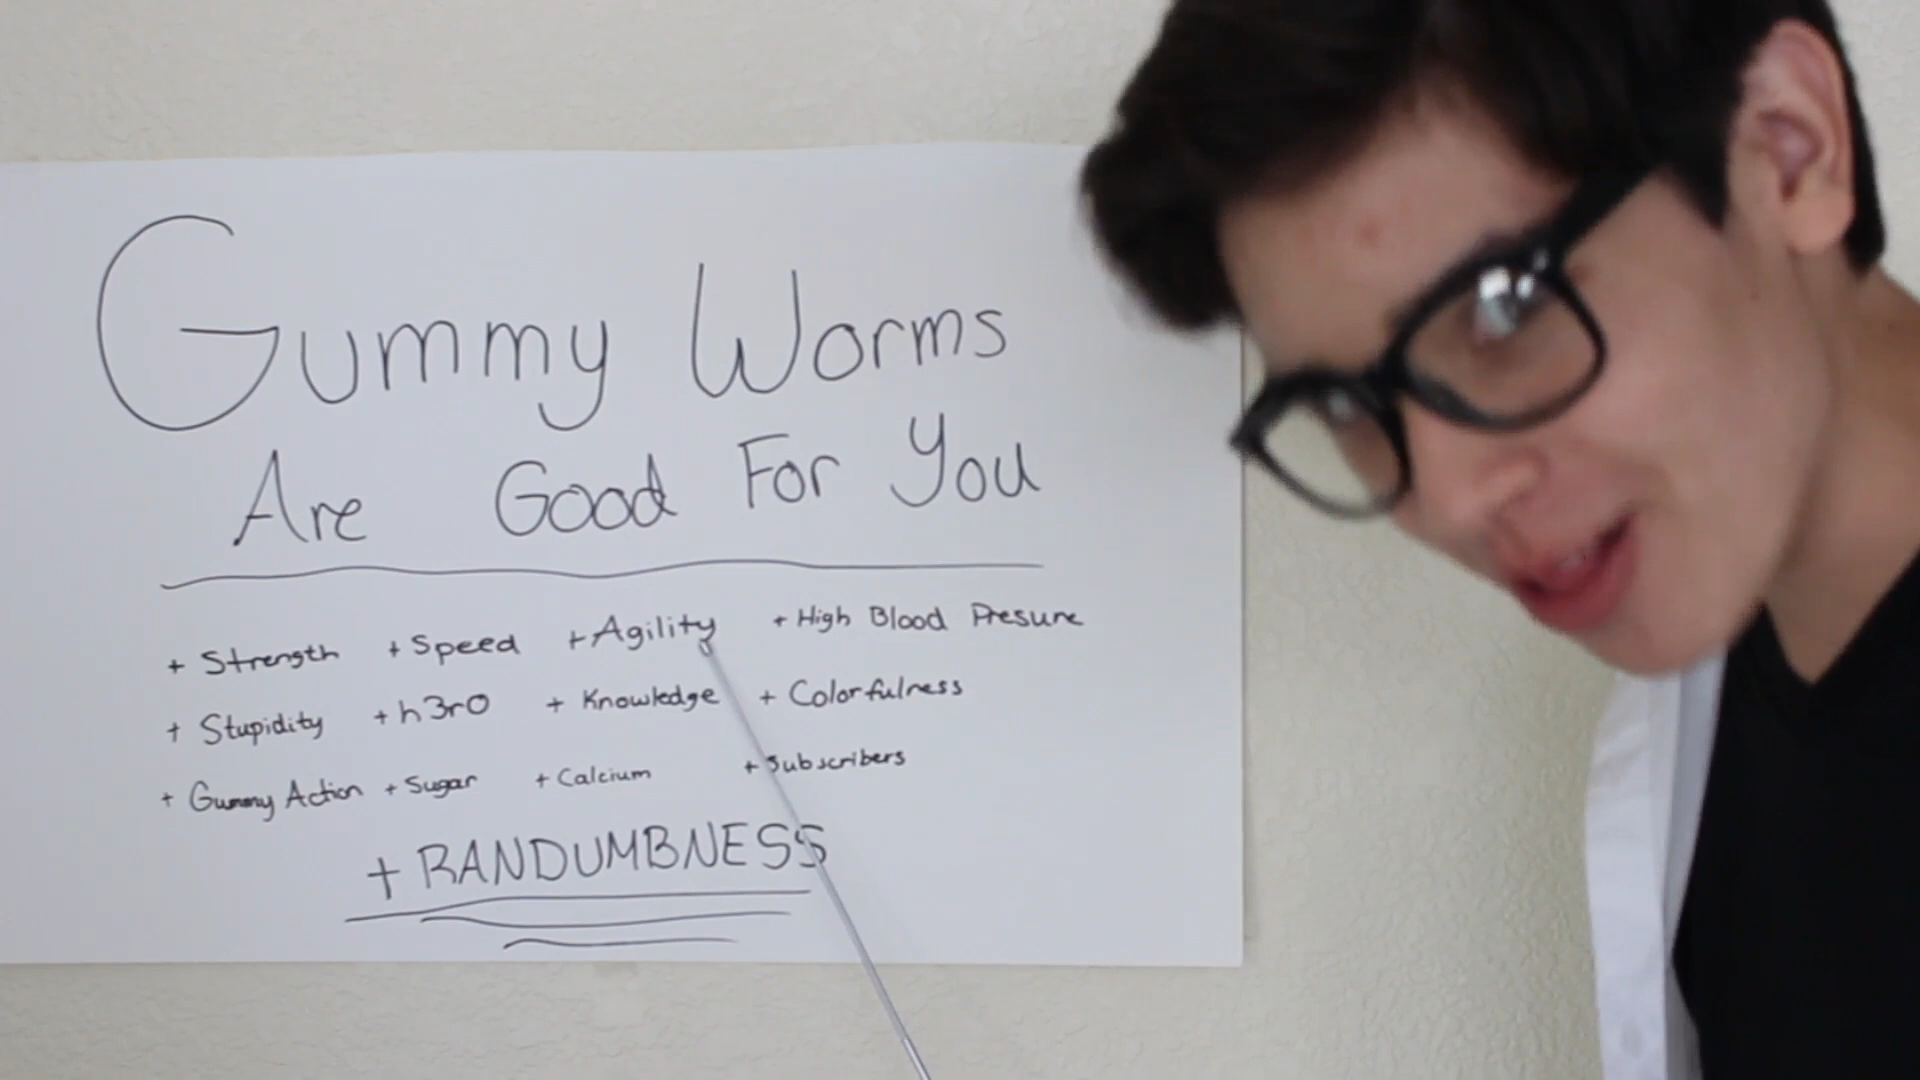 Gummy Worms
Are Good For You
+ Strength + Speed + Agility + High Blood Presure
+ Stupidity + h3rO + Knowledge + Colorfulness
+ Gummy Action + Sugar + Calcium + Subscribers
+ RANDUMBNESS